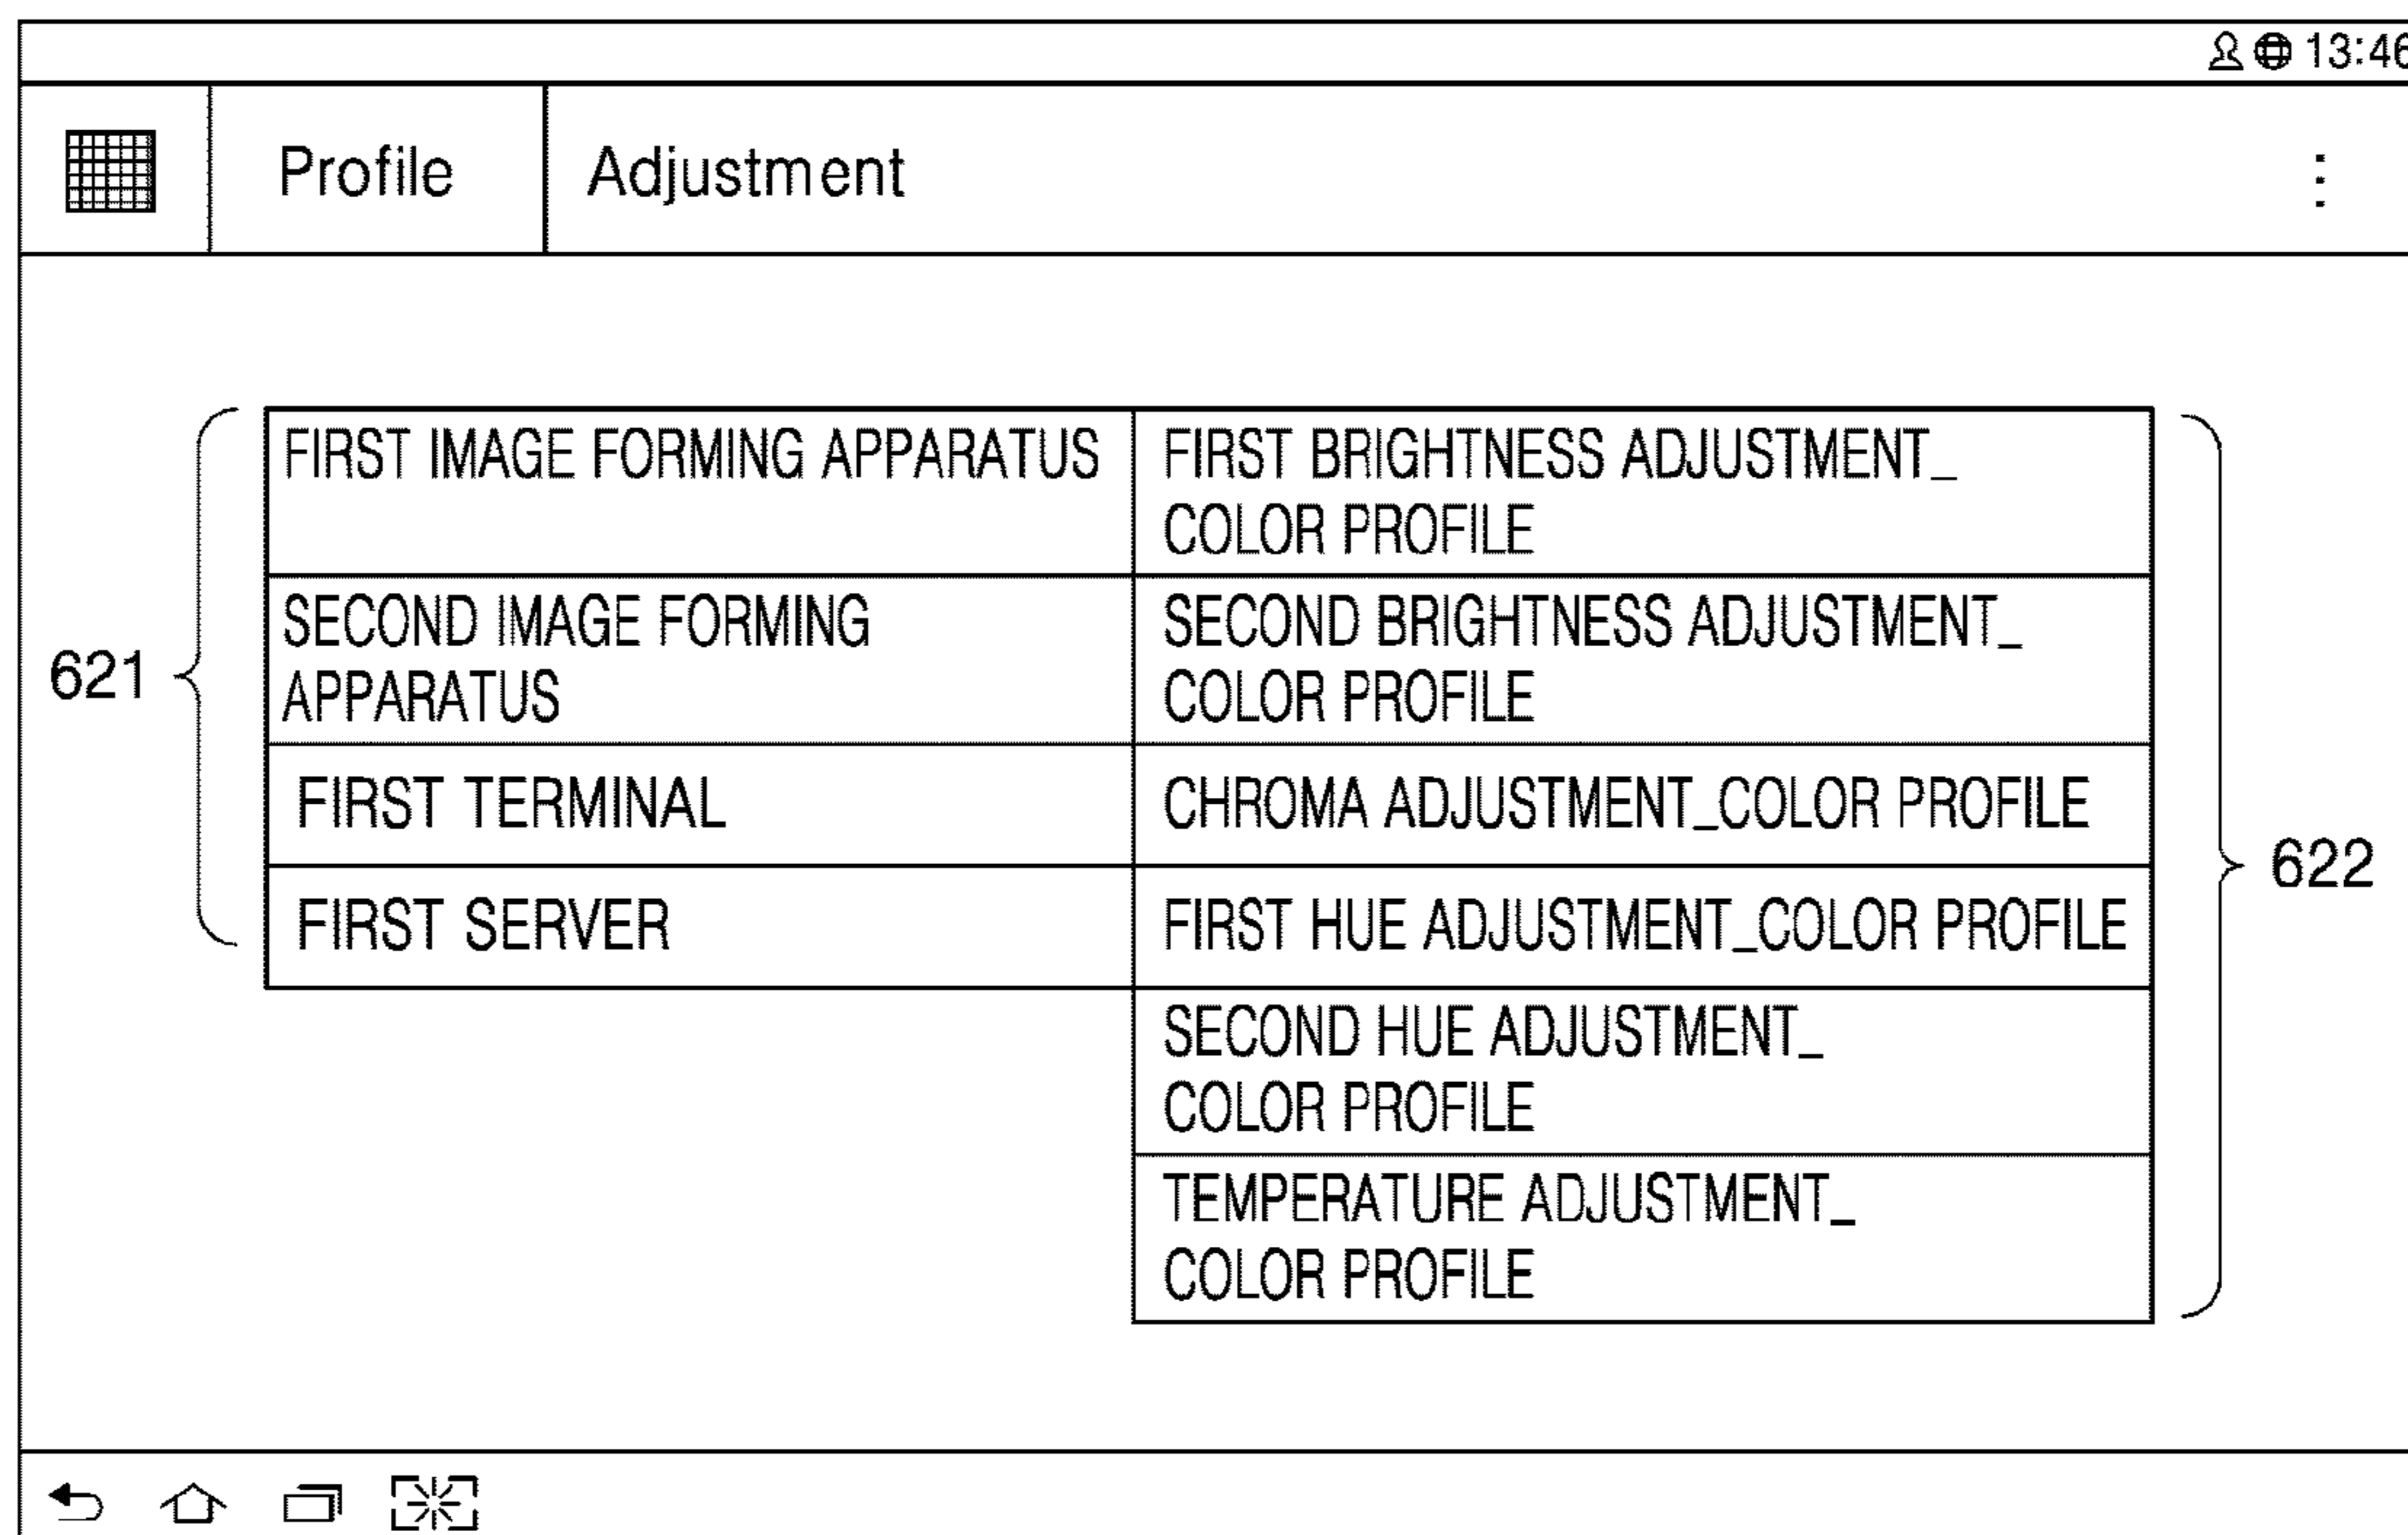 13:46
Profile
Adjustment
FIRST IMAGE FORMING APPARATUS
FIRST BRIGHTNESS ADJUSTMENT_
COLOR PROFILE
SECOND IMAGE FORMING
APPARATUS
SECOND BRIGHTNESS ADJUSTMENT_
COLOR PROFILE
621
FIRST TERMINAL
CHROMA ADJUSTMENT_COLOR PROFILE
FIRST SERVER
FIRST HUE ADJUSTMENT_COLOR PROFILE
622
SECOND HUE ADJUSTMENT_
COLOR PROFILE
TEMPERATURE ADJUSTMENT_
COLOR PROFILE